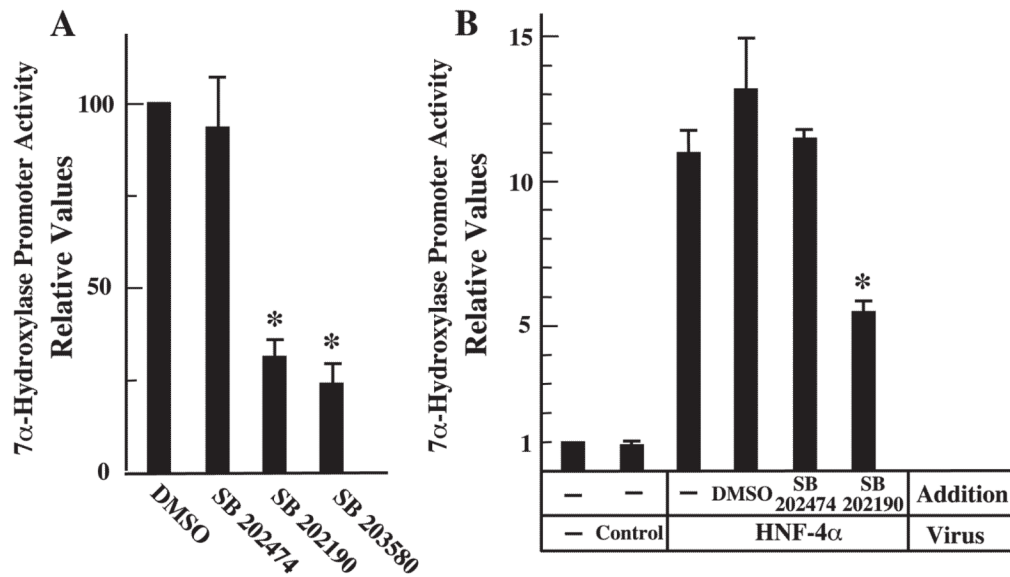 A
7α-Hydroxylase Promoter Activity
Relative Values
100
50
0
DMSO
SB 202474
SB 202190
SB 203580
*
*
B
7α-Hydroxylase Promoter Activity
Relative Values
15
10
5
1
*
– – – DMSO SB 202474 SB 202190 Addition
– Control HNF-4α Virus